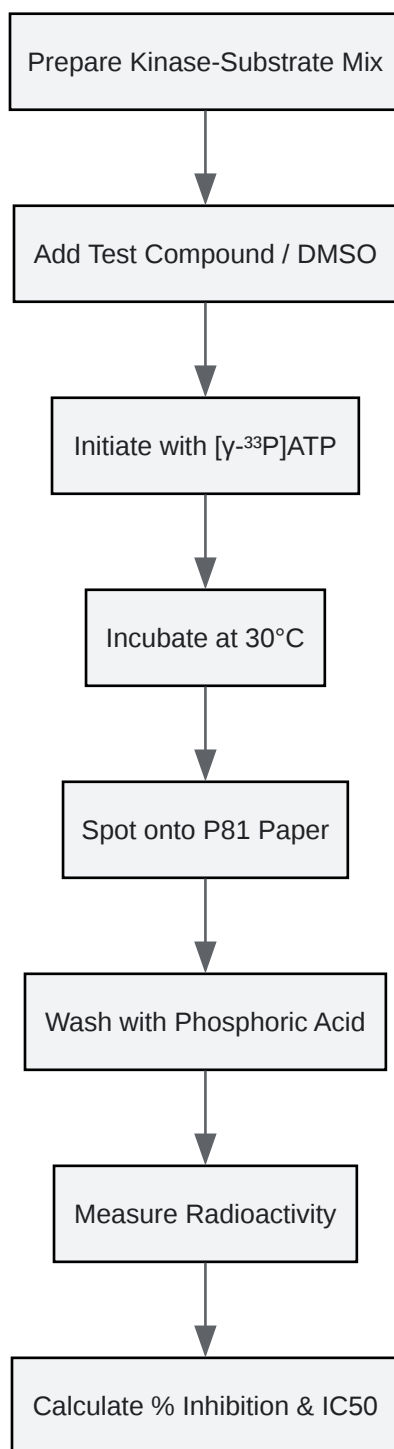 Prepare Kinase-Substrate Mix
Add Test Compound / DMSO
Initiate with [γ-³³P]ATP
Incubate at 30°C
Spot onto P81 Paper
Wash with Phosphoric Acid
Measure Radioactivity
Calculate % Inhibition & IC50